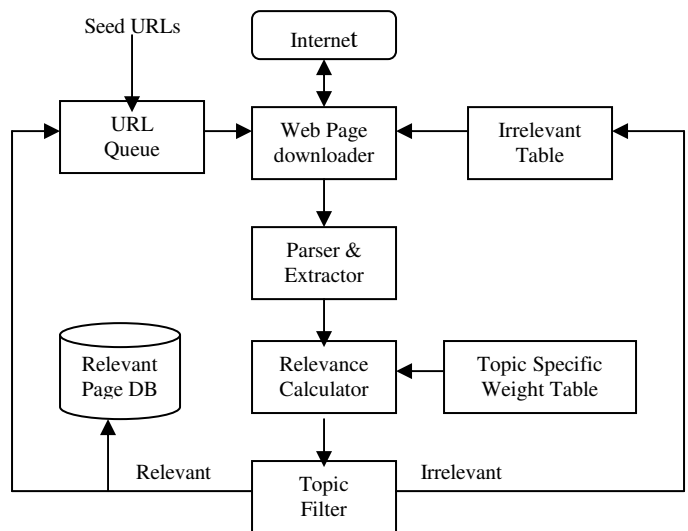 Seed URLs
Internet
URL
Queue
Web Page
downloader
Irrelevant
Table
Parser &
Extractor
Relevant
Page DB
Relevance
Calculator
Topic Specific
Weight Table
Relevant
Topic
Filter
Irrelevant